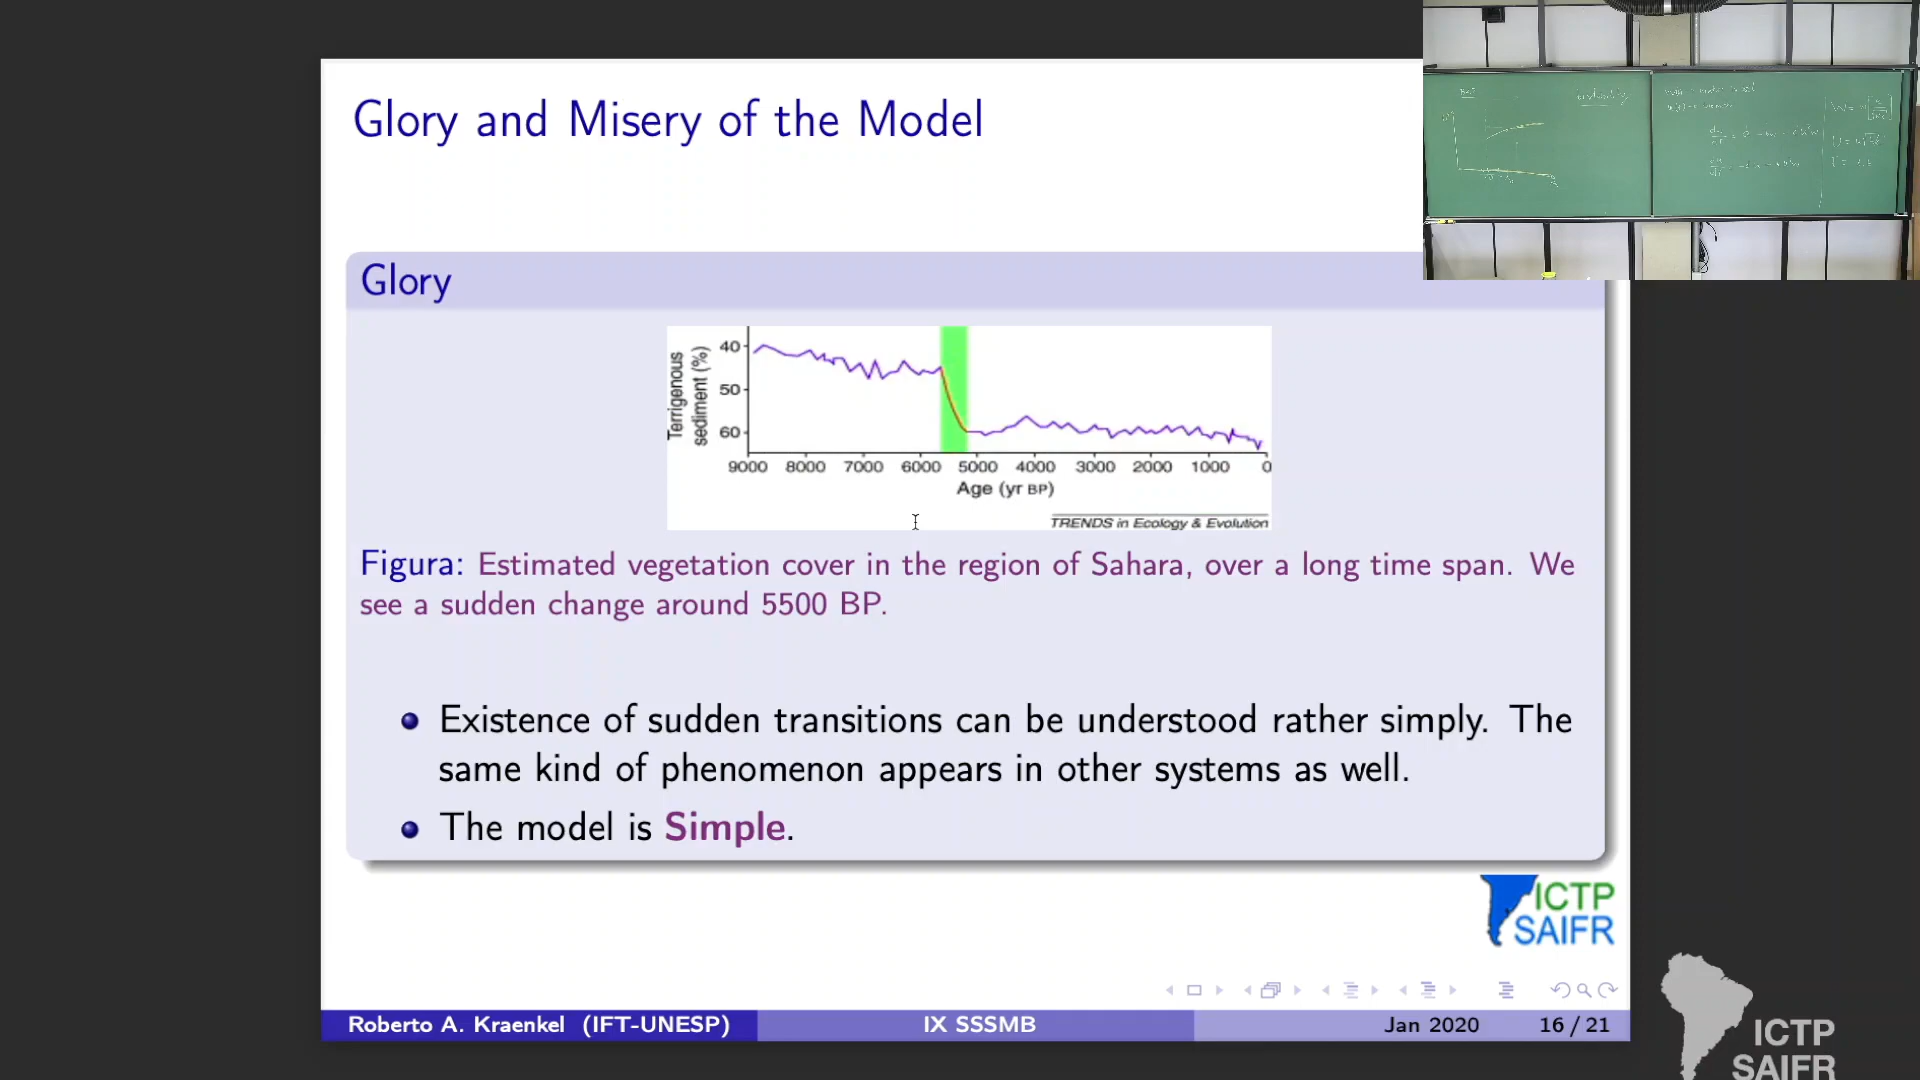 Glory and Misery of the Model
Glory
Terrigenous
sediment (%)
40
50
60
9000 8000 7000 6000 5000 4000 3000 2000 1000 0
Age (yr BP)
TRENDS in Ecology & Evolution
Figura: Estimated vegetation cover in the region of Sahara, over a long time span. We
see a sudden change around 5500 BP.
Existence of sudden transitions can be understood rather simply. The
same kind of phenomenon appears in other systems as well.
The model is Simple.
ICTP
SAIFR
Roberto A. Kraenkel (IFT-UNESP) IX SSSMB Jan 2020 16 / 21
ICTP
SAIFR